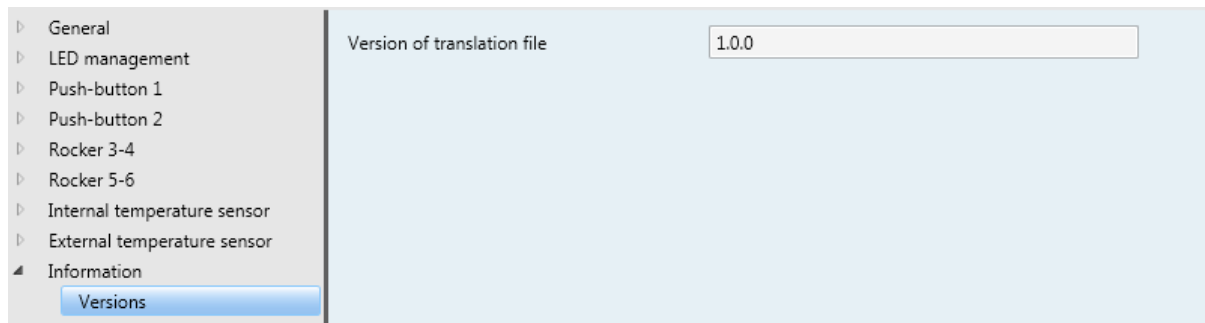 General
LED management
Push-button 1
Push-button 2
Rocker 3-4
Rocker 5-6
Internal temperature sensor
External temperature sensor
Information
Versions
Version of translation file
1.0.0